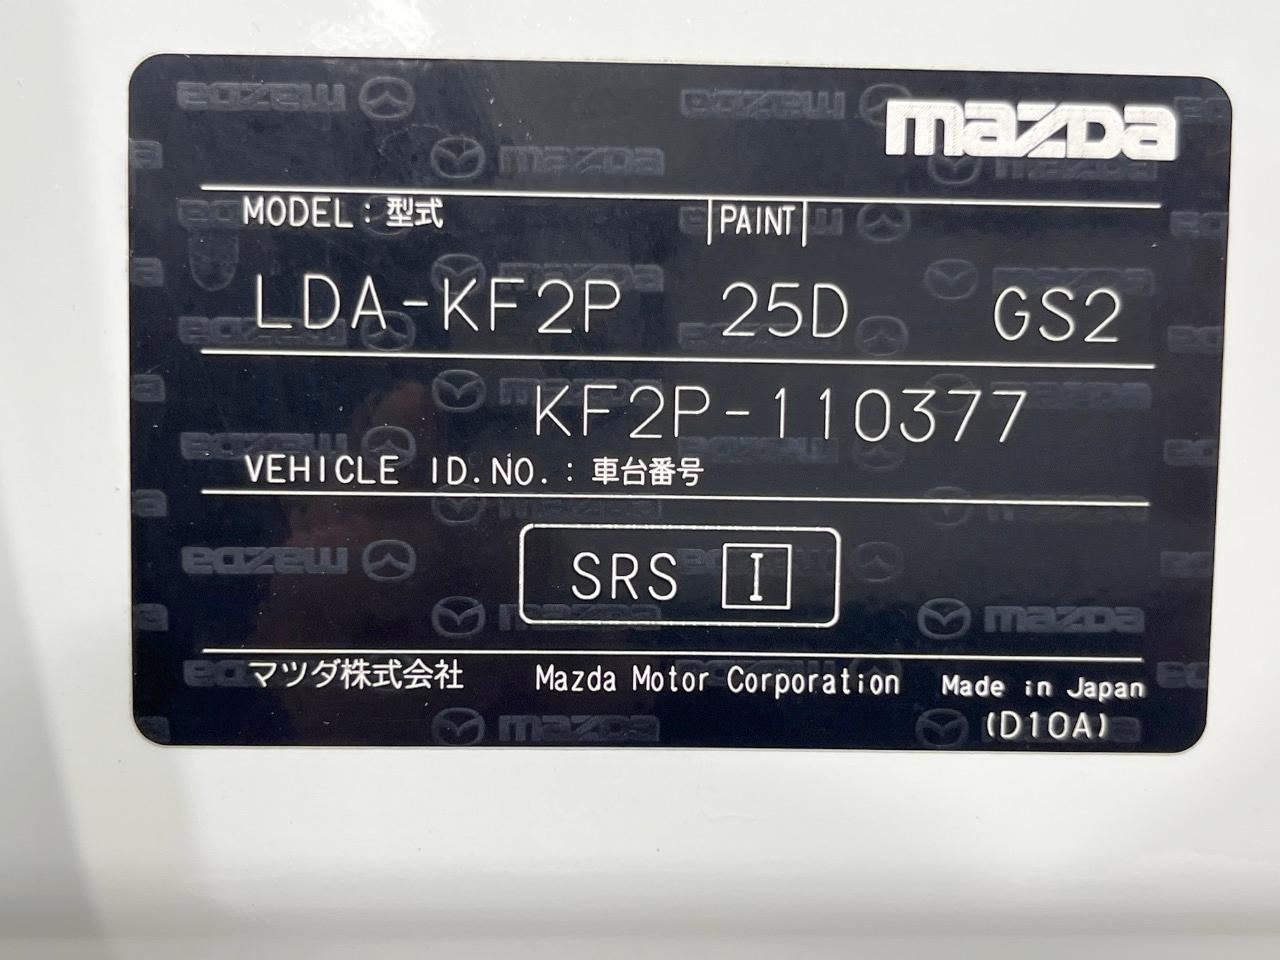 mazda
MODEL : 型式 PAINT
LDA-KF2P 25D GS2
KF2P-110377
VEHICLE ID.NO. : 車台番号
SRS I
マツダ株式会社 Mazda Motor Corporation Made in Japan
(D10A)